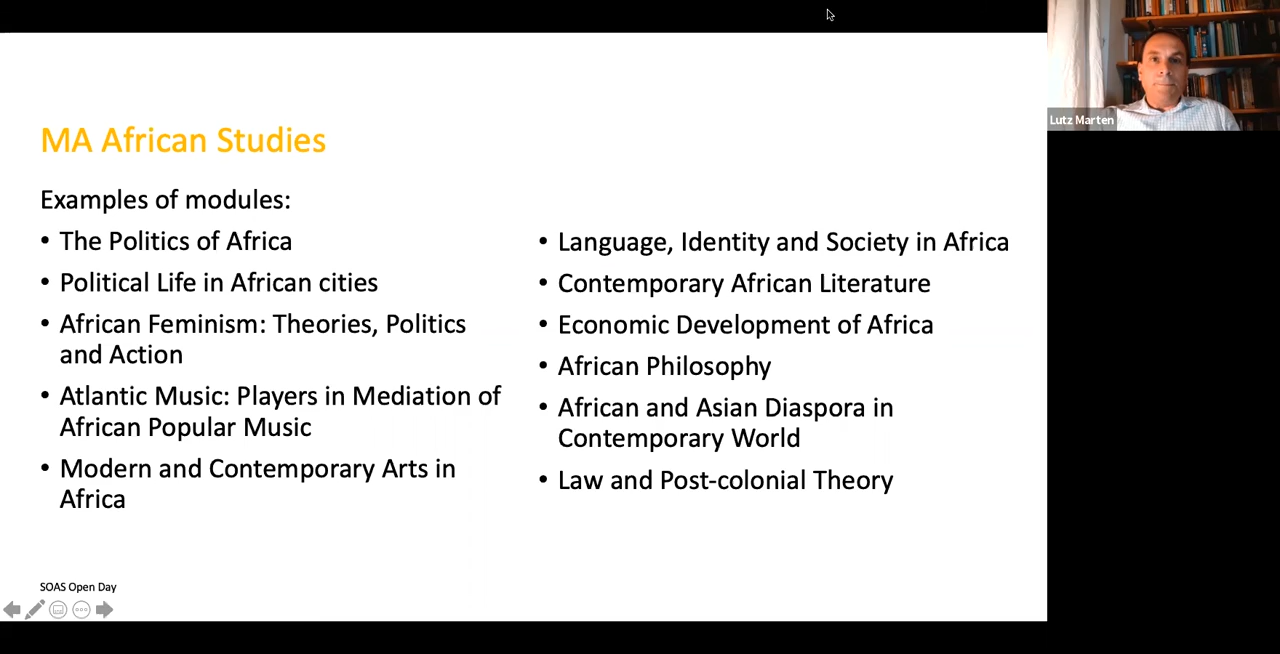 MA African Studies
Examples of modules:
• The Politics of Africa
• Political Life in African cities
• African Feminism: Theories, Politics
and Action
• Atlantic Music: Players in Mediation of
African Popular Music
• Modern and Contemporary Arts in
Africa
• Language, Identity and Society in Africa
• Contemporary African Literature
• Economic Development of Africa
• African Philosophy
• African and Asian Diaspora in
Contemporary World
• Law and Post-colonial Theory
SOAS Open Day
Lutz Marten